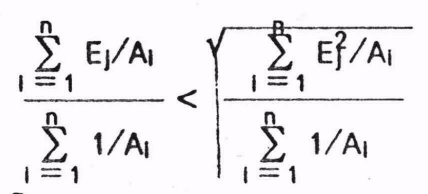 n n
∑ Ej/Ai ∑ Ej²/Ai
i = 1 i = 1
< √
n n
∑ 1/Ai ∑ 1/Ai
i = 1 i = 1